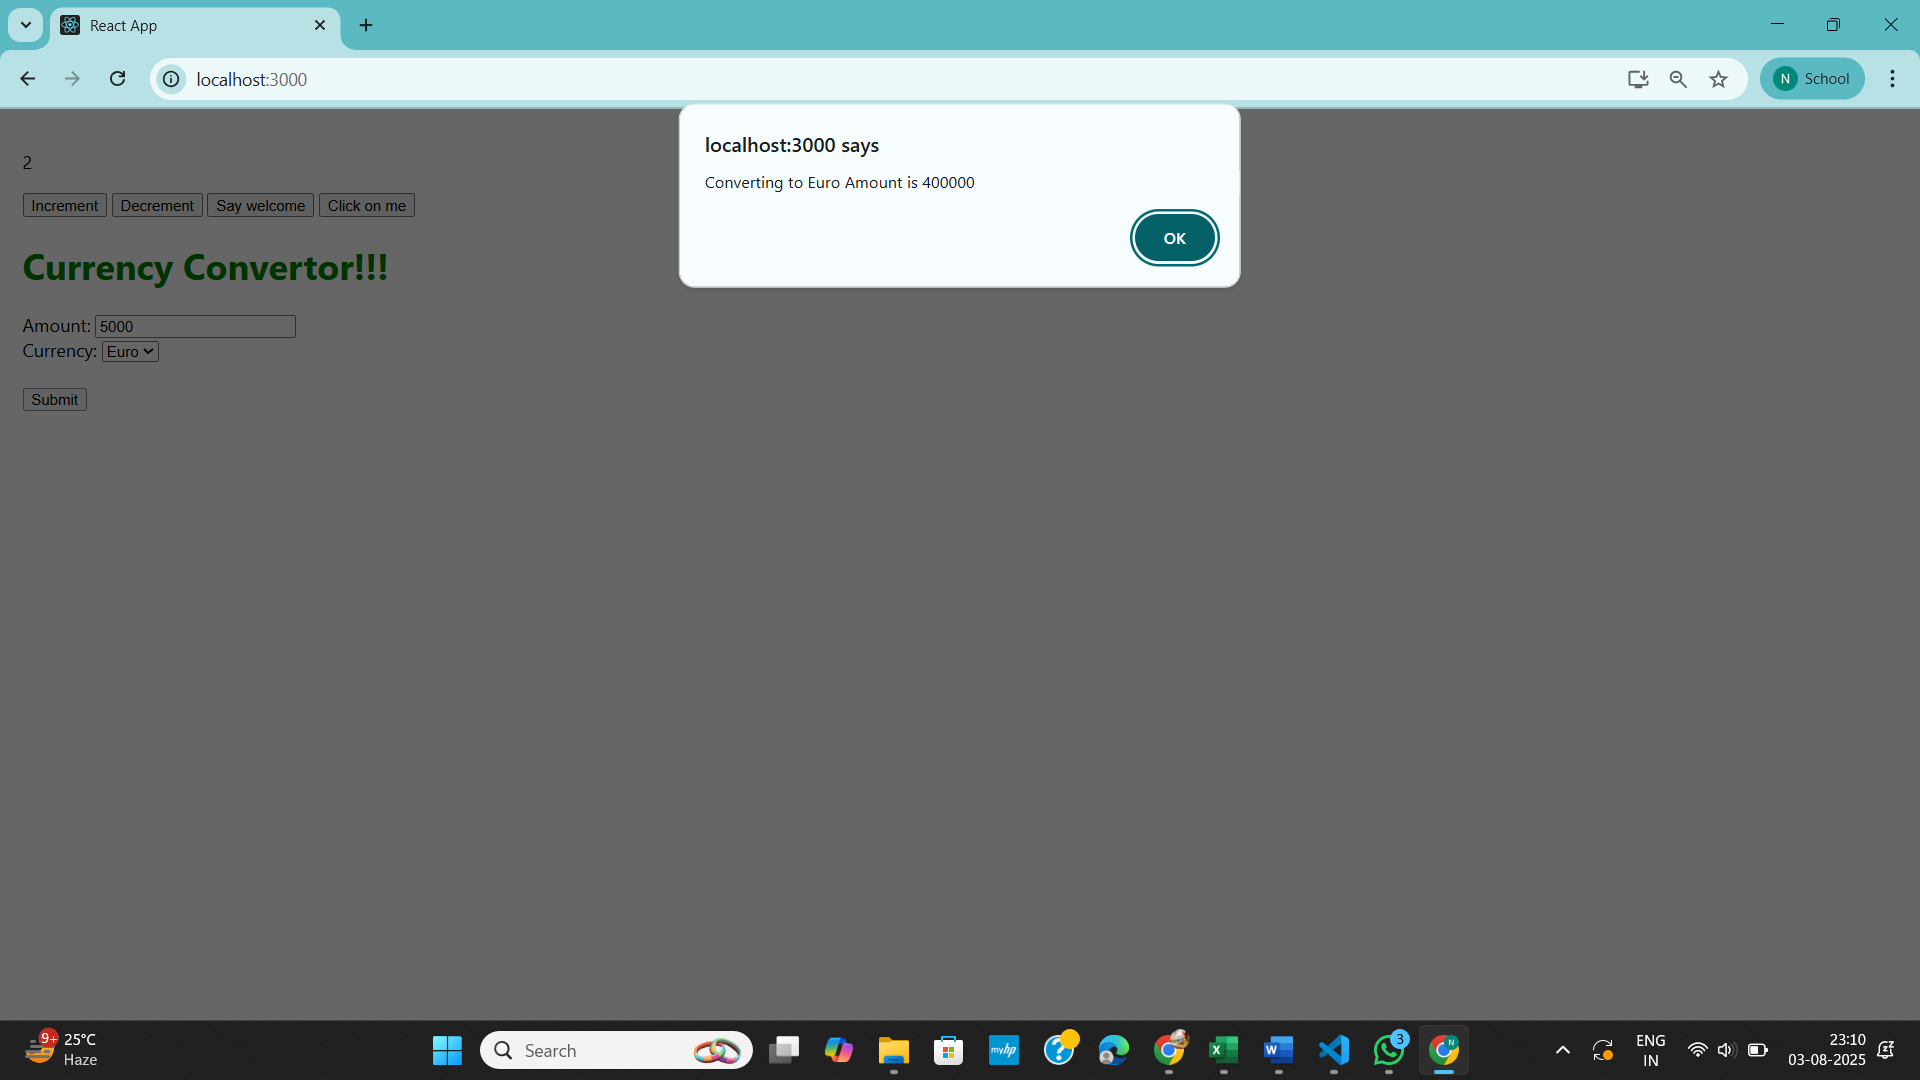 React App
localhost:3000
N School
localhost:3000 says
Converting to Euro Amount is 400000
OK
2
Increment Decrement Say welcome Click on me
Currency Convertor!!!
Amount: 5000
Currency: Euro
Submit
9+ 25°C
Haze
Search
myhp
3
N
ENG
IN
23:10
03-08-2025